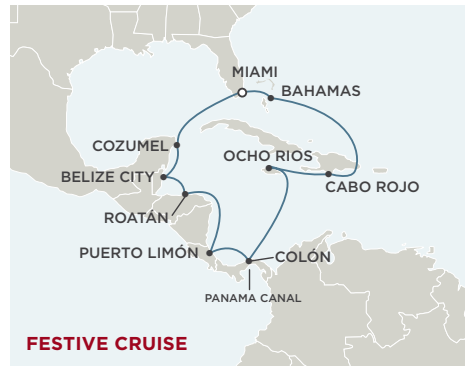 MIAMI
BAHAMAS
COZUMEL
OCHO RIOS
BELIZE CITY
CABO ROJO
ROATÁN
PUERTO LIMÓN
COLÓN
PANAMA CANAL
FESTIVE CRUISE